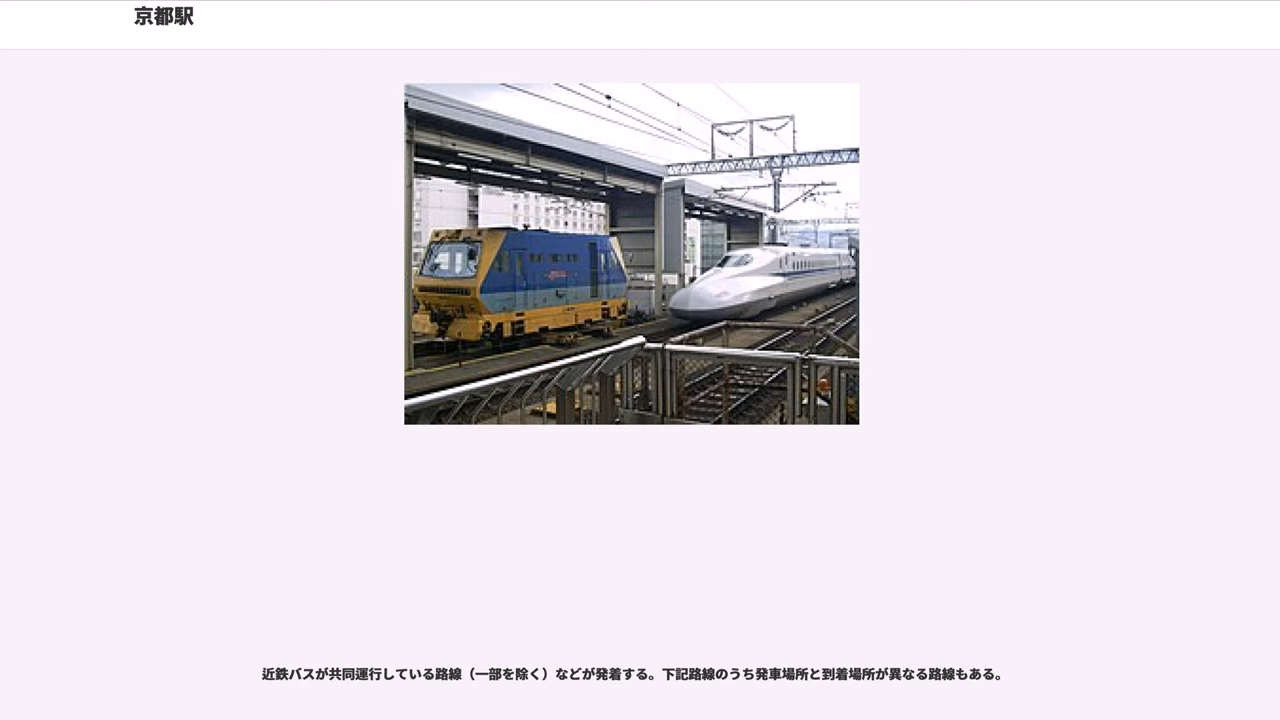 京都駅
近鉄バスが共同運行している路線（一部を除く）などが発着する。下記路線のうち発車場所と到着場所が異なる路線もある。